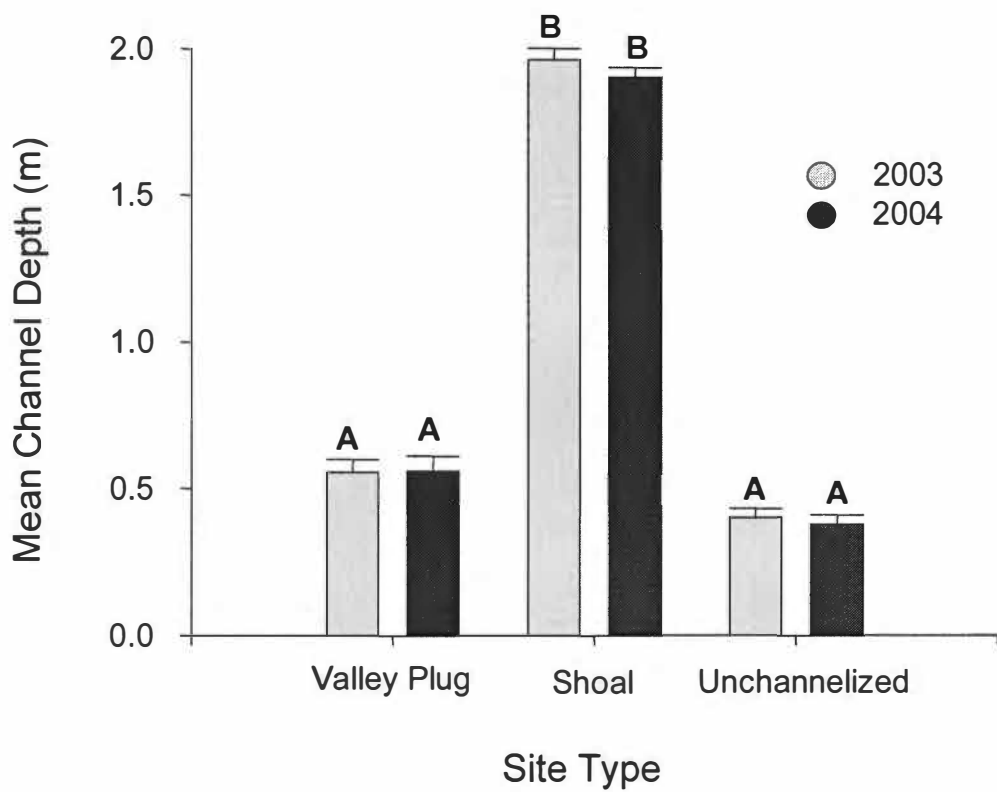 B
B
2.0
2003
2004
1.5
1.0
A
A
0.5
A
A
0.0
Mean Channel Depth (m)
Valley Plug
Shoal
Unchannelized
Site Type